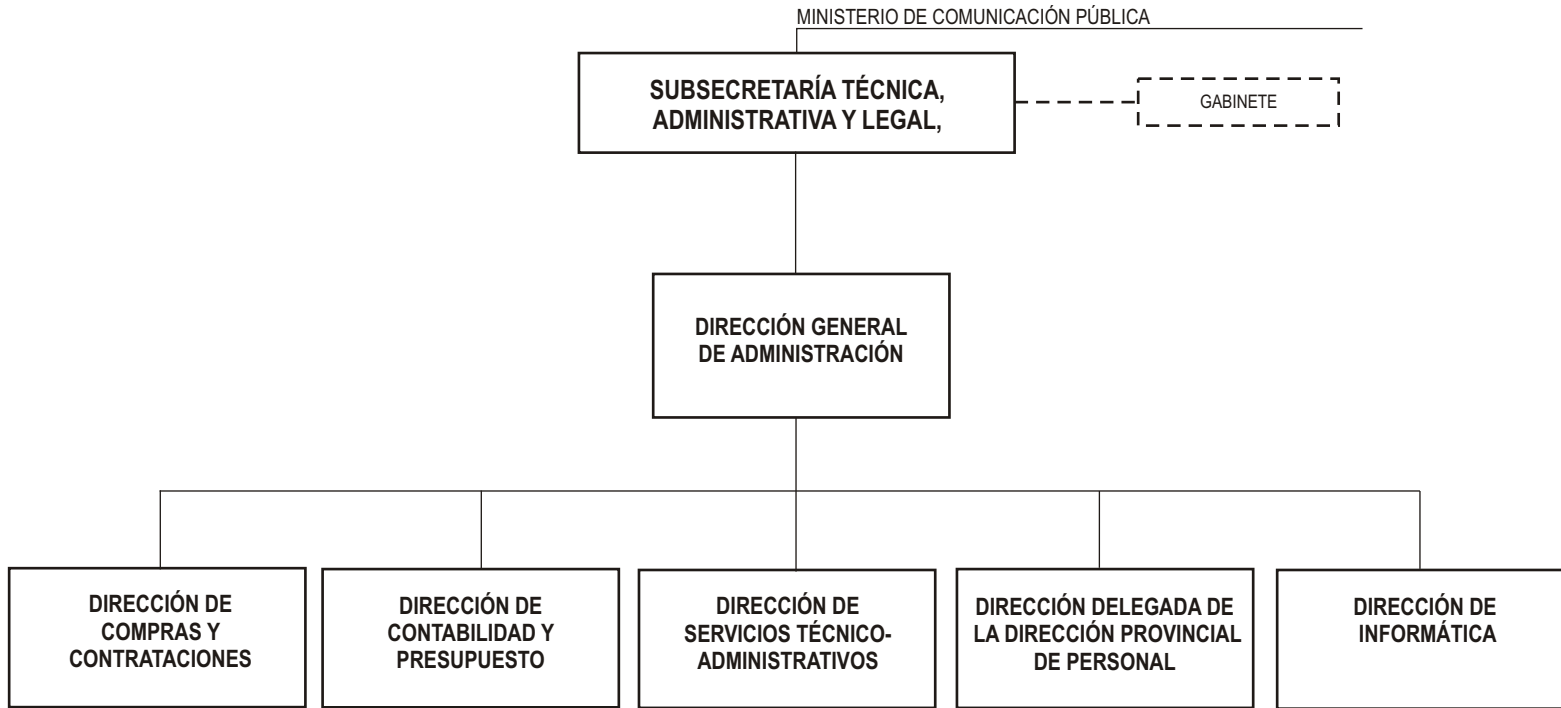 MINISTERIO DE COMUNICACIÓN PÚBLICA
SUBSECRETARÍA TÉCNICA,
ADMINISTRATIVA Y LEGAL,
GABINETE
DIRECCIÓN GENERAL
DE ADMINISTRACIÓN
DIRECCIÓN DE
COMPRAS Y
CONTRATACIONES
DIRECCIÓN DE
CONTABILIDAD Y
PRESUPUESTO
DIRECCIÓN DE
SERVICIOS TÉCNICO-
ADMINISTRATIVOS
DIRECCIÓN DELEGADA DE
LA DIRECCIÓN PROVINCIAL
DE PERSONAL
DIRECCIÓN DE
INFORMÁTICA